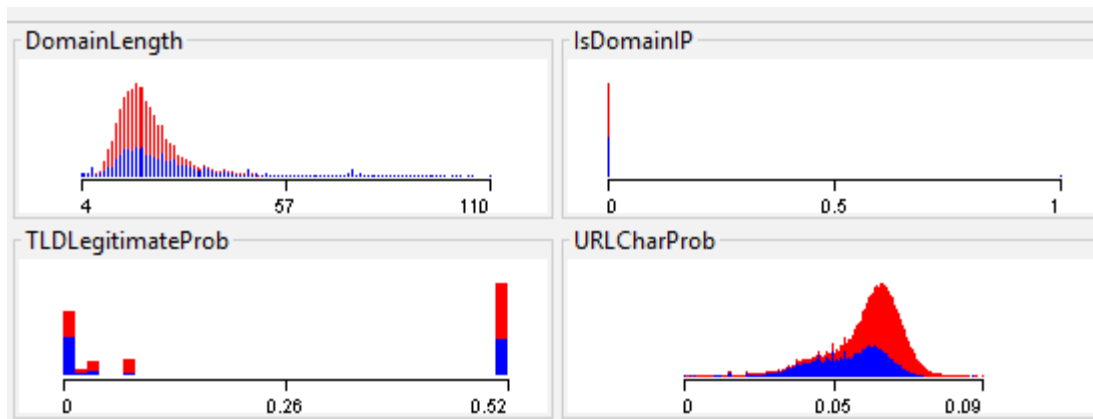 DomainLength
4 57 110
IsDomainIP
0 0.5 1
TLDLegitimateProb
0 0.26 0.52
URLCharProb
0 0.05 0.09